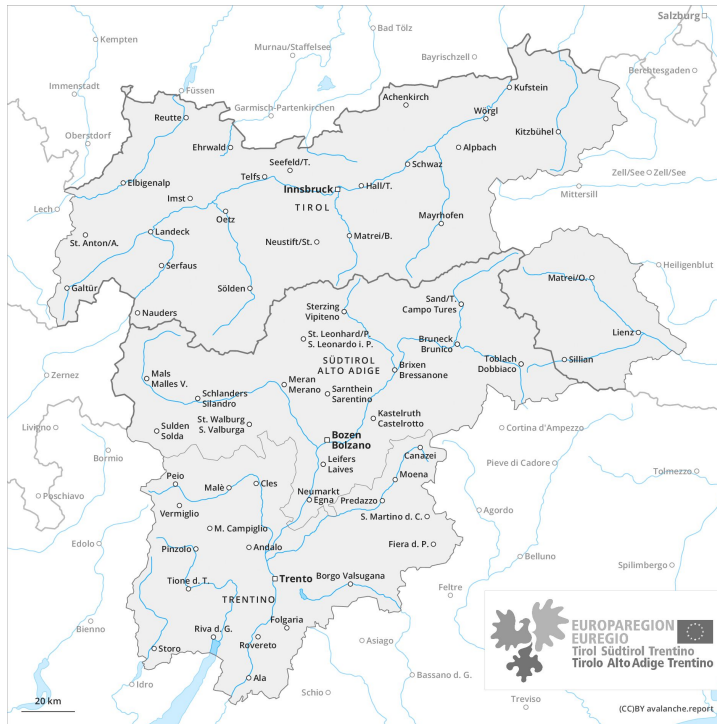 Salzburg
Kempten
Bad Tölz
Murnau/Staffelsee
Bayrischzell
Berchtesgaden
Immenstadt
Füssen
Garmisch-Partenkirchen
Achenkirch
Kufstein
Reutte
Wörgl
Oberstdorf
Ehrwald
Kitzbühel
Alpbach
Seefeld/T.
Schwaz
Telfs
Zell/See
Zell/See
Elbigenalp
Innsbruck
Hall/T.
Mittersill
Imst
TIROL
Lech
Oetz
Mayrhofen
St. Anton/A.
Landeck
Neustift/St.
Matrei/B.
Serfaus
Heiligenblut
Matrei/O.
Galtür
Sölden
Sand/T.
Campo Tures
Nauders
Sterzing
Vipiteno
Lienz
St. Leonhard/P.
S. Leonardo i. P.
Bruneck
Brunico
SÜDTIROL
ALTO ADIGE
Toblach
Dobbiaco
Sillian
Zernez
Mals
Malles V.
Meran
Merano
Brixen
Bressanone
Schlanders
Silandro
Sarnthein
Sarentino
Livigno
St. Walburg
S. Valburga
Kastelruth
Castelrotto
Sulden
Solda
Cortina d'Ampezzo
Bozen
Bolzano
Bormio
Canazei
Leifers
Laives
Pieve di Cadore
Tolmezzo
Peio
Moena
Malè
Cles
Neumarkt
Egna
Predazzo
Poschiavo
Vermiglio
Agordo
M. Campiglio
S. Martino d. C.
Edolo
Pinzolo
Andalo
Fiera d. P.
Belluno
Spilimbergo
Tione d. T.
Trento
Borgo Valsugana
Feltre
TRENTINO
Bienno
Folgaria
Riva d. G.
Rovereto
Asiago
Storo
Ala
Bassano d. G.
Idro
Schio
Treviso
EUROPAREGION
EUREGIO
Tirol Südtirol Trentino
Tirolo Alto Adige Trentino
20 km
(CC)BY avalanche.report